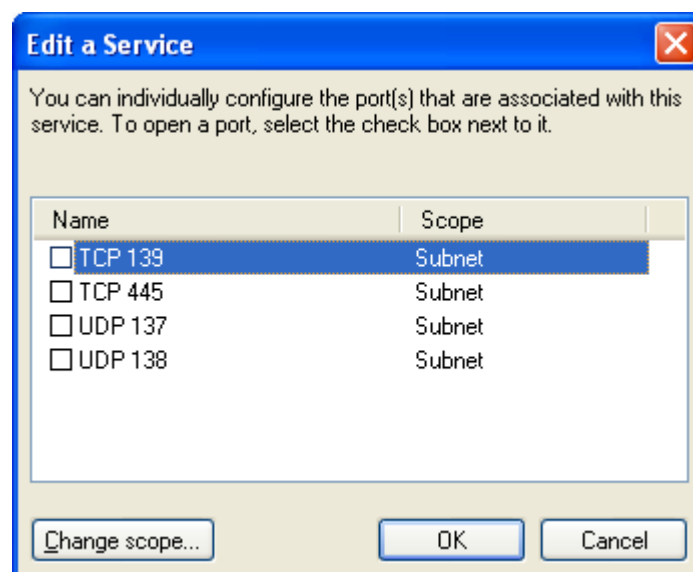 Edit a Service
You can individually configure the port(s) that are associated with this
service. To open a port, select the check box next to it.
Name Scope
TCP 139 Subnet
TCP 445 Subnet
UDP 137 Subnet
UDP 138 Subnet
Change scope... OK Cancel